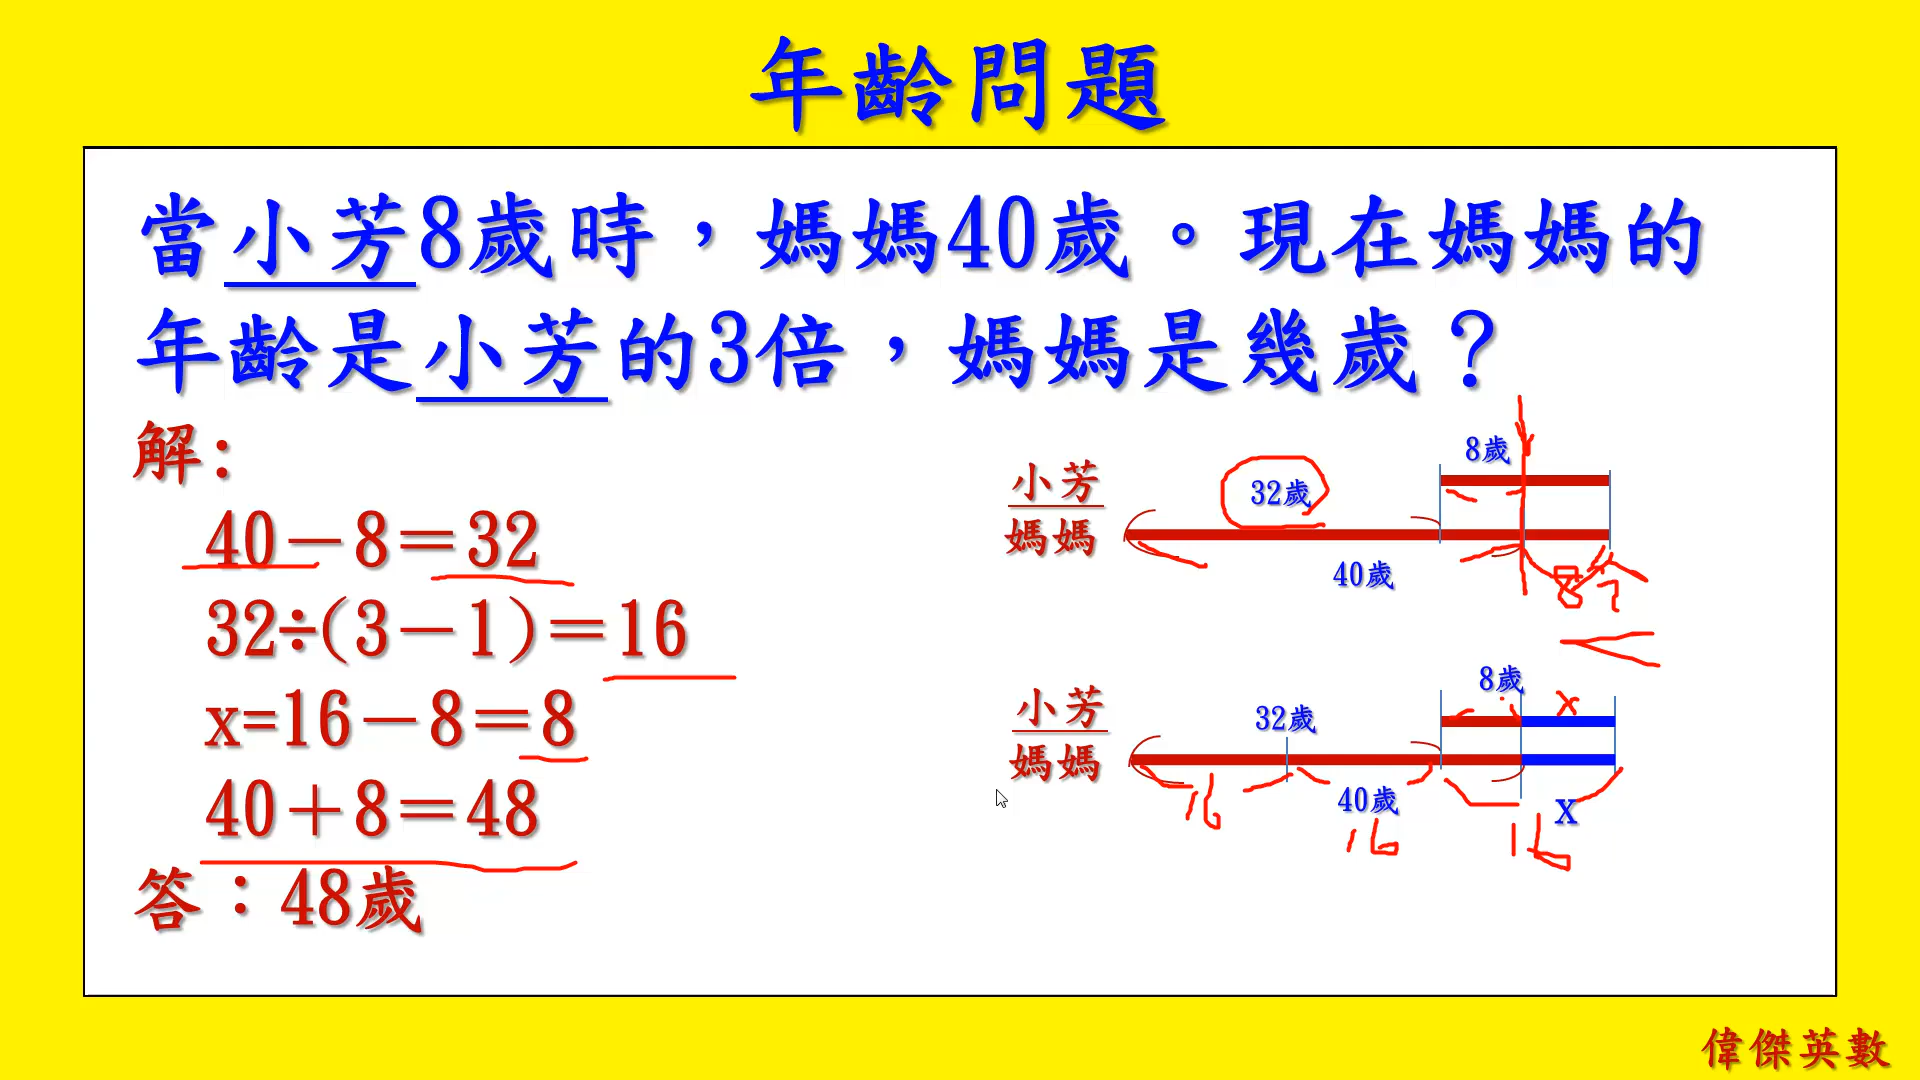 年齡問題
當小芳8歲時，媽媽40歲。現在媽媽的
年齡是小芳的3倍，媽媽是幾歲？
解：
40－8＝32
32÷(3－1)＝16
x=16－8＝8
40＋8＝48
答：48歲
8歲
小芳
32歲
媽媽
40歲
8歲
x
小芳
32歲
媽媽
40歲
x
16
16
16
偉傑英數